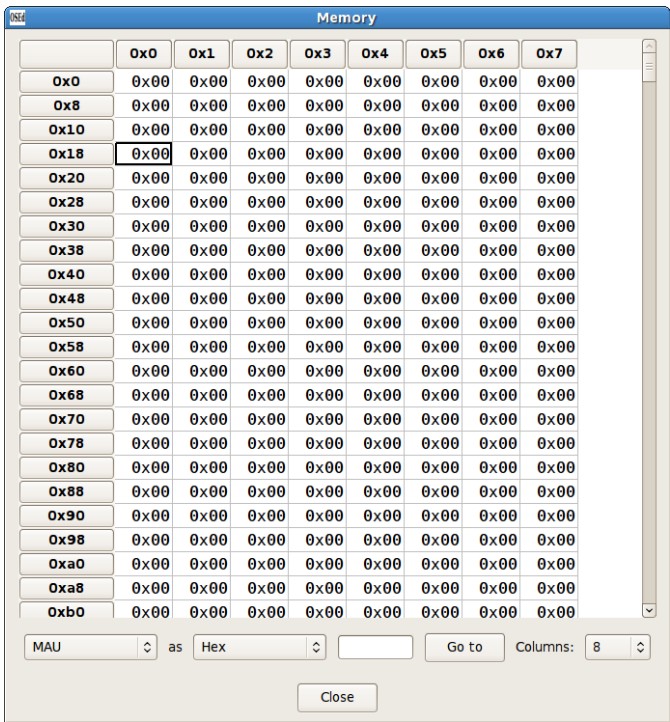 OSEd Memory
0x0 0x1 0x2 0x3 0x4 0x5 0x6 0x7
0x0 0x00 0x00 0x00 0x00 0x00 0x00 0x00 0x00
0x8 0x00 0x00 0x00 0x00 0x00 0x00 0x00 0x00
0x10 0x00 0x00 0x00 0x00 0x00 0x00 0x00 0x00
0x18 0x00 0x00 0x00 0x00 0x00 0x00 0x00 0x00
0x20 0x00 0x00 0x00 0x00 0x00 0x00 0x00 0x00
0x28 0x00 0x00 0x00 0x00 0x00 0x00 0x00 0x00
0x30 0x00 0x00 0x00 0x00 0x00 0x00 0x00 0x00
0x38 0x00 0x00 0x00 0x00 0x00 0x00 0x00 0x00
0x40 0x00 0x00 0x00 0x00 0x00 0x00 0x00 0x00
0x48 0x00 0x00 0x00 0x00 0x00 0x00 0x00 0x00
0x50 0x00 0x00 0x00 0x00 0x00 0x00 0x00 0x00
0x58 0x00 0x00 0x00 0x00 0x00 0x00 0x00 0x00
0x60 0x00 0x00 0x00 0x00 0x00 0x00 0x00 0x00
0x68 0x00 0x00 0x00 0x00 0x00 0x00 0x00 0x00
0x70 0x00 0x00 0x00 0x00 0x00 0x00 0x00 0x00
0x78 0x00 0x00 0x00 0x00 0x00 0x00 0x00 0x00
0x80 0x00 0x00 0x00 0x00 0x00 0x00 0x00 0x00
0x88 0x00 0x00 0x00 0x00 0x00 0x00 0x00 0x00
0x90 0x00 0x00 0x00 0x00 0x00 0x00 0x00 0x00
0x98 0x00 0x00 0x00 0x00 0x00 0x00 0x00 0x00
0xa0 0x00 0x00 0x00 0x00 0x00 0x00 0x00 0x00
0xa8 0x00 0x00 0x00 0x00 0x00 0x00 0x00 0x00
0xb0 0x00 0x00 0x00 0x00 0x00 0x00 0x00 0x00
MAU as Hex Go to Columns: 8
Close